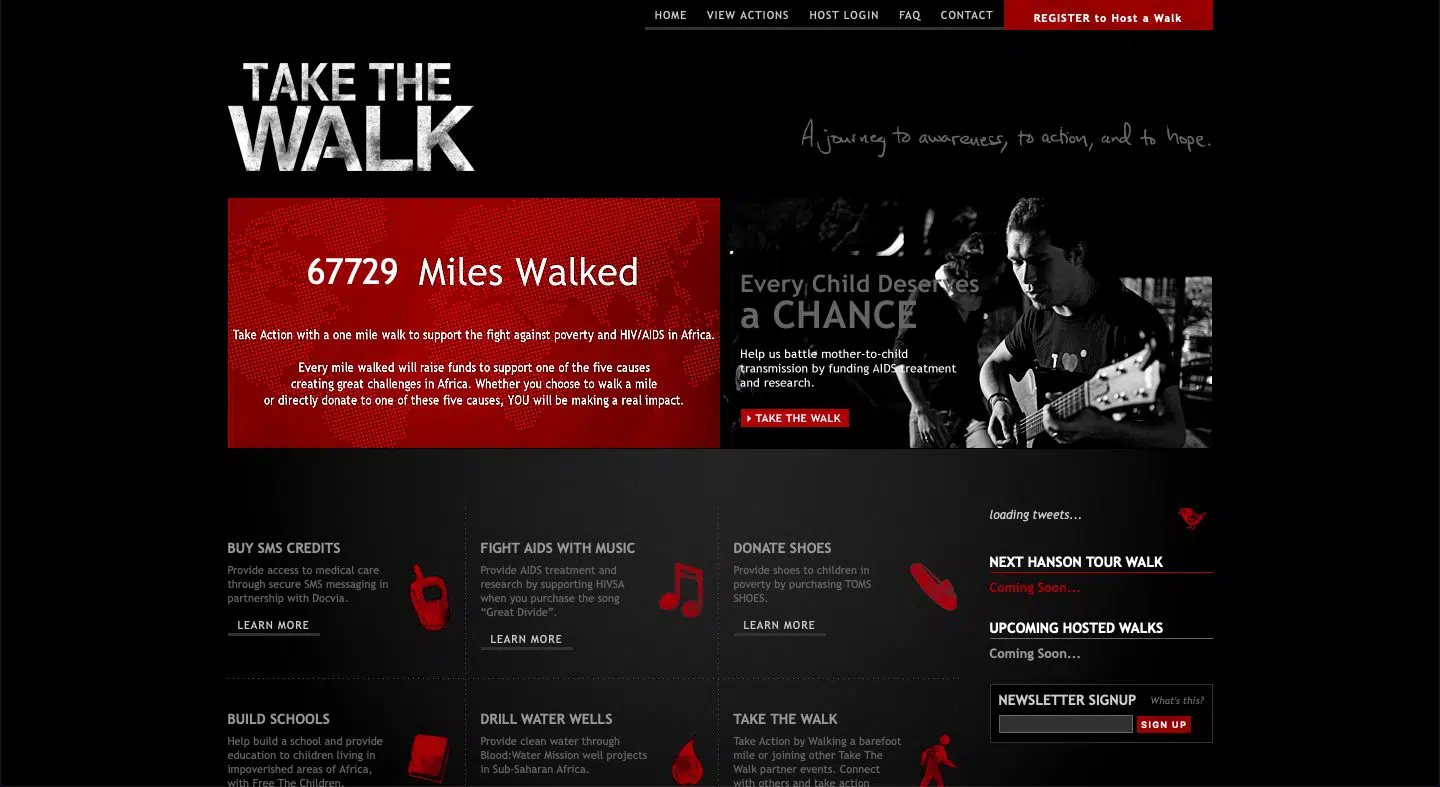 HOME VIEW ACTIONS HOST LOGIN FAQ CONTACT REGISTER to Host a Walk
TAKE THE
WALK
A journey to awareness, to action, and to hope.
67729 Miles Walked
Take Action with a one mile walk to support the fight against poverty and HIV/AIDS in Africa.
Every mile walked will raise funds to support one of the five causes
creating great challenges in Africa. Whether you choose to walk a mile
or directly donate to one of these five causes, YOU will be making a real impact.
Every Child Deserves
a CHANCE
Help us battle mother-to-child
transmission by funding AIDS treatment
and research.
TAKE THE WALK
BUY SMS CREDITS
Provide access to medical care
through secure SMS messaging in
partnership with Docvia.
LEARN MORE
FIGHT AIDS WITH MUSIC
Provide AIDS treatment and
research by supporting HIVSA
when you purchase the song
“Great Divide”.
LEARN MORE
DONATE SHOES
Provide shoes to children in
poverty by purchasing TOMS
SHOES.
LEARN MORE
loading tweets...
NEXT HANSON TOUR WALK
Coming Soon...
UPCOMING HOSTED WALKS
Coming Soon...
NEWSLETTER SIGNUP What's this?
SIGN UP
BUILD SCHOOLS
Help build a school and provide
education to children living in
impoverished areas of Africa,
with Free The Children.
DRILL WATER WELLS
Provide clean water through
Blood:Water Mission well projects
in Sub-Saharan Africa.
TAKE THE WALK
Take Action by Walking a barefoot
mile or joining other Take The
Walk partner events. Connect
with others and take action